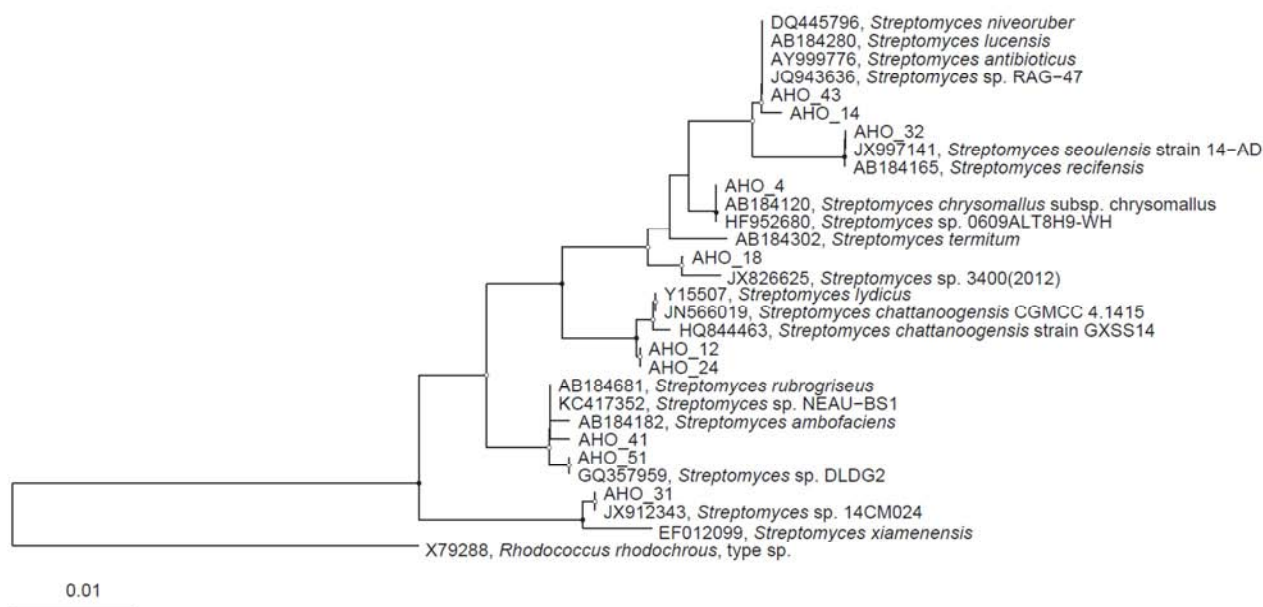 DQ445796, Streptomyces niveoruber
AB184280, Streptomyces lucensis
AY999776, Streptomyces antibioticus
JQ943636, Streptomyces sp. RAG−47
AHO_43
AHO_14
AHO_32
JX997141, Streptomyces seoulensis strain 14−AD
AB184165, Streptomyces recifensis
AHO_4
AB184120, Streptomyces chrysomallus subsp. chrysomallus
HF952680, Streptomyces sp. 0609ALT8H9-WH
AB184302, Streptomyces termitum
AHO_18
JX826625, Streptomyces sp. 3400(2012)
Y15507, Streptomyces lydicus
JN566019, Streptomyces chattanoogensis CGMCC 4.1415
HQ844463, Streptomyces chattanoogensis strain GXSS14
AHO_12
AHO_24
AB184681, Streptomyces rubrogriseus
KC417352, Streptomyces sp. NEAU−BS1
AB184182, Streptomyces ambofaciens
AHO_41
AHO_51
GQ357959, Streptomyces sp. DLDG2
AHO_31
JX912343, Streptomyces sp. 14CM024
EF012099, Streptomyces xiamenensis
X79288, Rhodococcus rhodochrous, type sp.
0.01